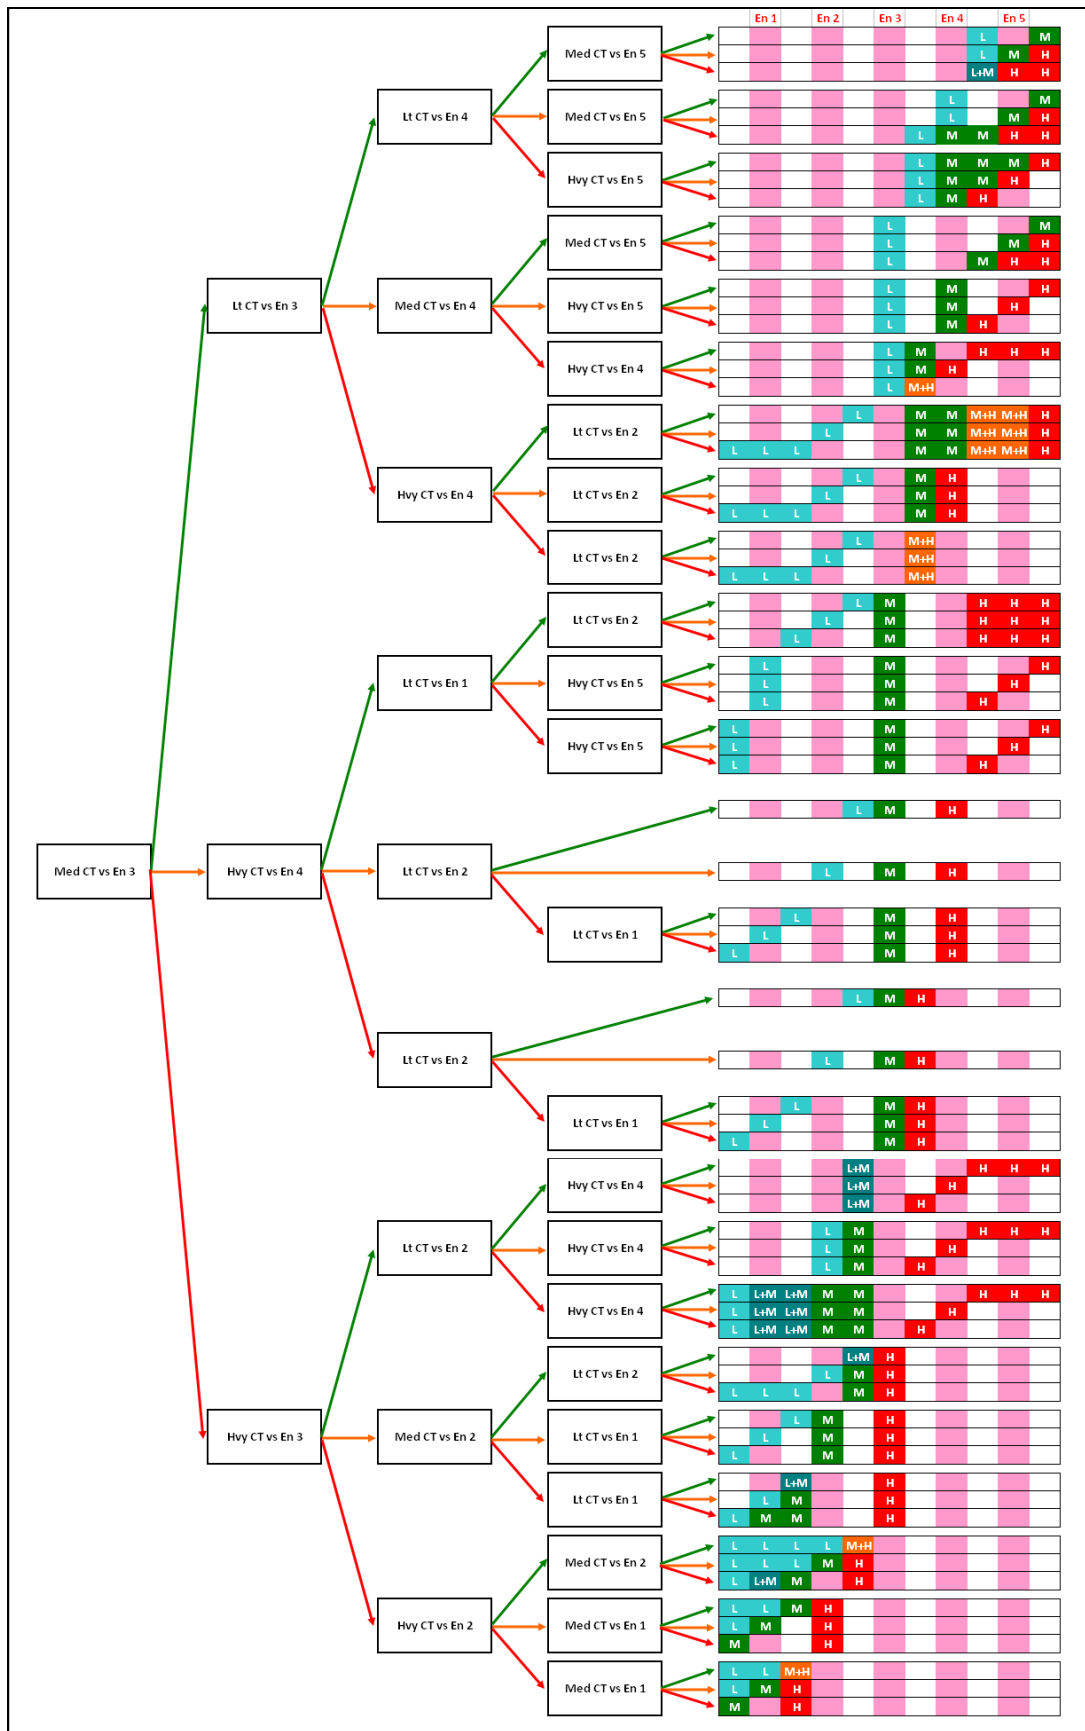 En 1 En 2 En 3 En 4 En 5
L M
Med CT vs En 5 L M H
L+M H H
L M
Lt CT vs En 4 Med CT vs En 5 L M H
L M M H H
L M M M H
Hvy CT vs En 5 L M M H
L M H
L M
Med CT vs En 5 L M H
L M H H
L M H
Lt CT vs En 3 Med CT vs En 4 Hvy CT vs En 5 L M H
L M H
L M H H H
Hvy CT vs En 4 L M H
L M+H
L M M M+H M+H H
Lt CT vs En 2 L M M M+H M+H H
L L L M M M+H M+H H
L M H
Hvy CT vs En 4 Lt CT vs En 2 L M H
L L L M H
L M+H
Lt CT vs En 2 L M+H
L L L M+H
L M H H H
Lt CT vs En 2 L M H H H
L M H H H
L M H
Lt CT vs En 1 Hvy CT vs En 5 L M H
L M H
L M H
Hvy CT vs En 5 L M H
L M H
L M H
Med CT vs En 3 Hvy CT vs En 4 Lt CT vs En 2 L M H
L M H
Lt CT vs En 1 L M H
L M H
L M H
Lt CT vs En 2 L M H
L M H
Lt CT vs En 1 L M H
L M H
L+M H H H
Hvy CT vs En 4 L+M H
L+M H
L M H H H
Lt CT vs En 2 Hvy CT vs En 4 L M H
L M H
L L+M L+M M M H H H
Hvy CT vs En 4 L L+M L+M M M H
L L+M L+M M M H
L+M H
Lt CT vs En 2 L M H
L L L M H
L M H
Hvy CT vs En 3 Med CT vs En 2 Lt CT vs En 1 L M H
L M H
L+M H
Lt CT vs En 1 L M H
L M M H
L L L L M+H
Med CT vs En 2 L L L M H
L L+M M H
L L M H
Hvy CT vs En 2 Med CT vs En 1 L M H
M H
L L M+H
Med CT vs En 1 L M H
M H